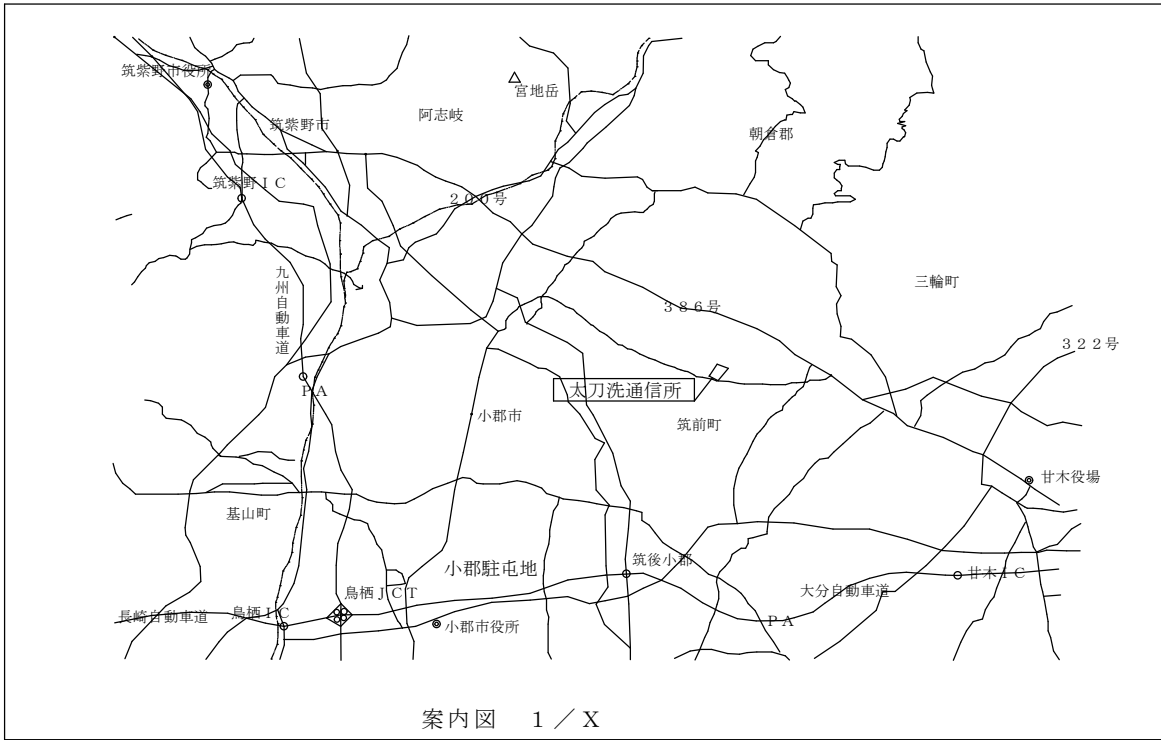 筑紫野市役所
宮地岳
阿志岐
筑紫野市
朝倉郡
筑紫野ＩＣ
２００号
九州自動車道
三輪町
３８６号
３２２号
ＰＡ
太刀洗通信所
小郡市
筑前町
甘木役場
基山町
筑後小郡
小郡駐屯地
甘木ＩＣ
大分自動車道
鳥栖ＪＣＴ
長崎自動車道
鳥栖ＩＣ
ＰＡ
小郡市役所
案内図　１／Ｘ